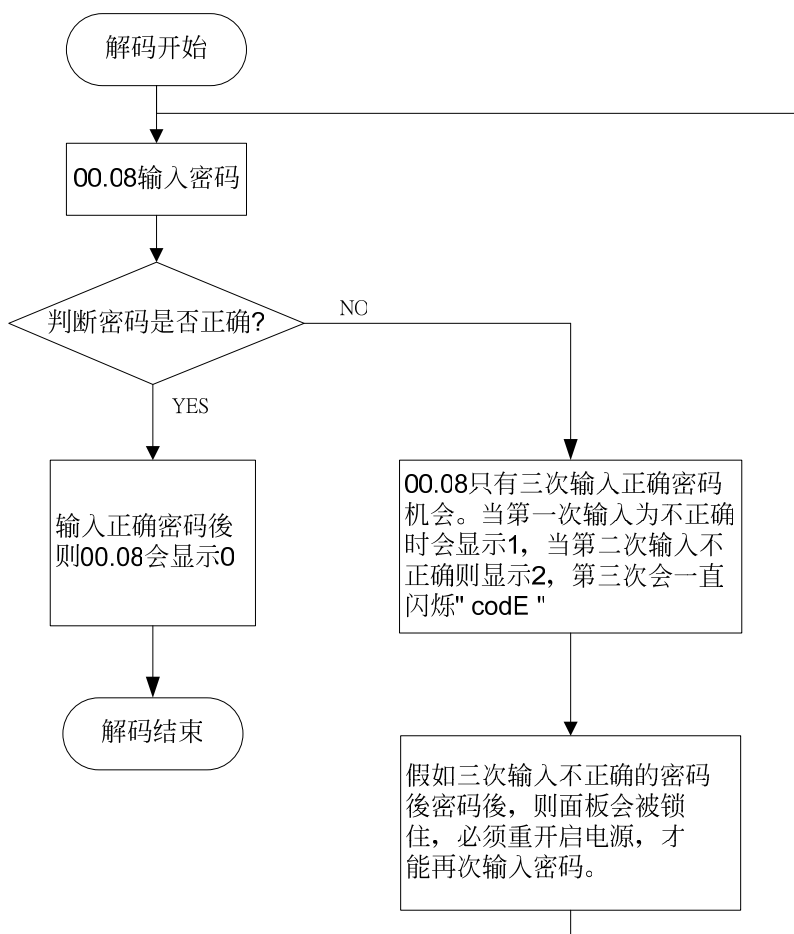 解码开始
00.08输入密码
判断密码是否正确?
NO
YES
输入正确密码後
则00.08会显示0
00.08只有三次输入正确密码
机会。当第一次输入为不正确
时会显示1，当第二次输入不
正确则显示2，第三次会一直
闪烁" codE "
解码结束
假如三次输入不正确的密码
後密码後，则面板会被锁
住，必须重开启电源，才
能再次输入密码。